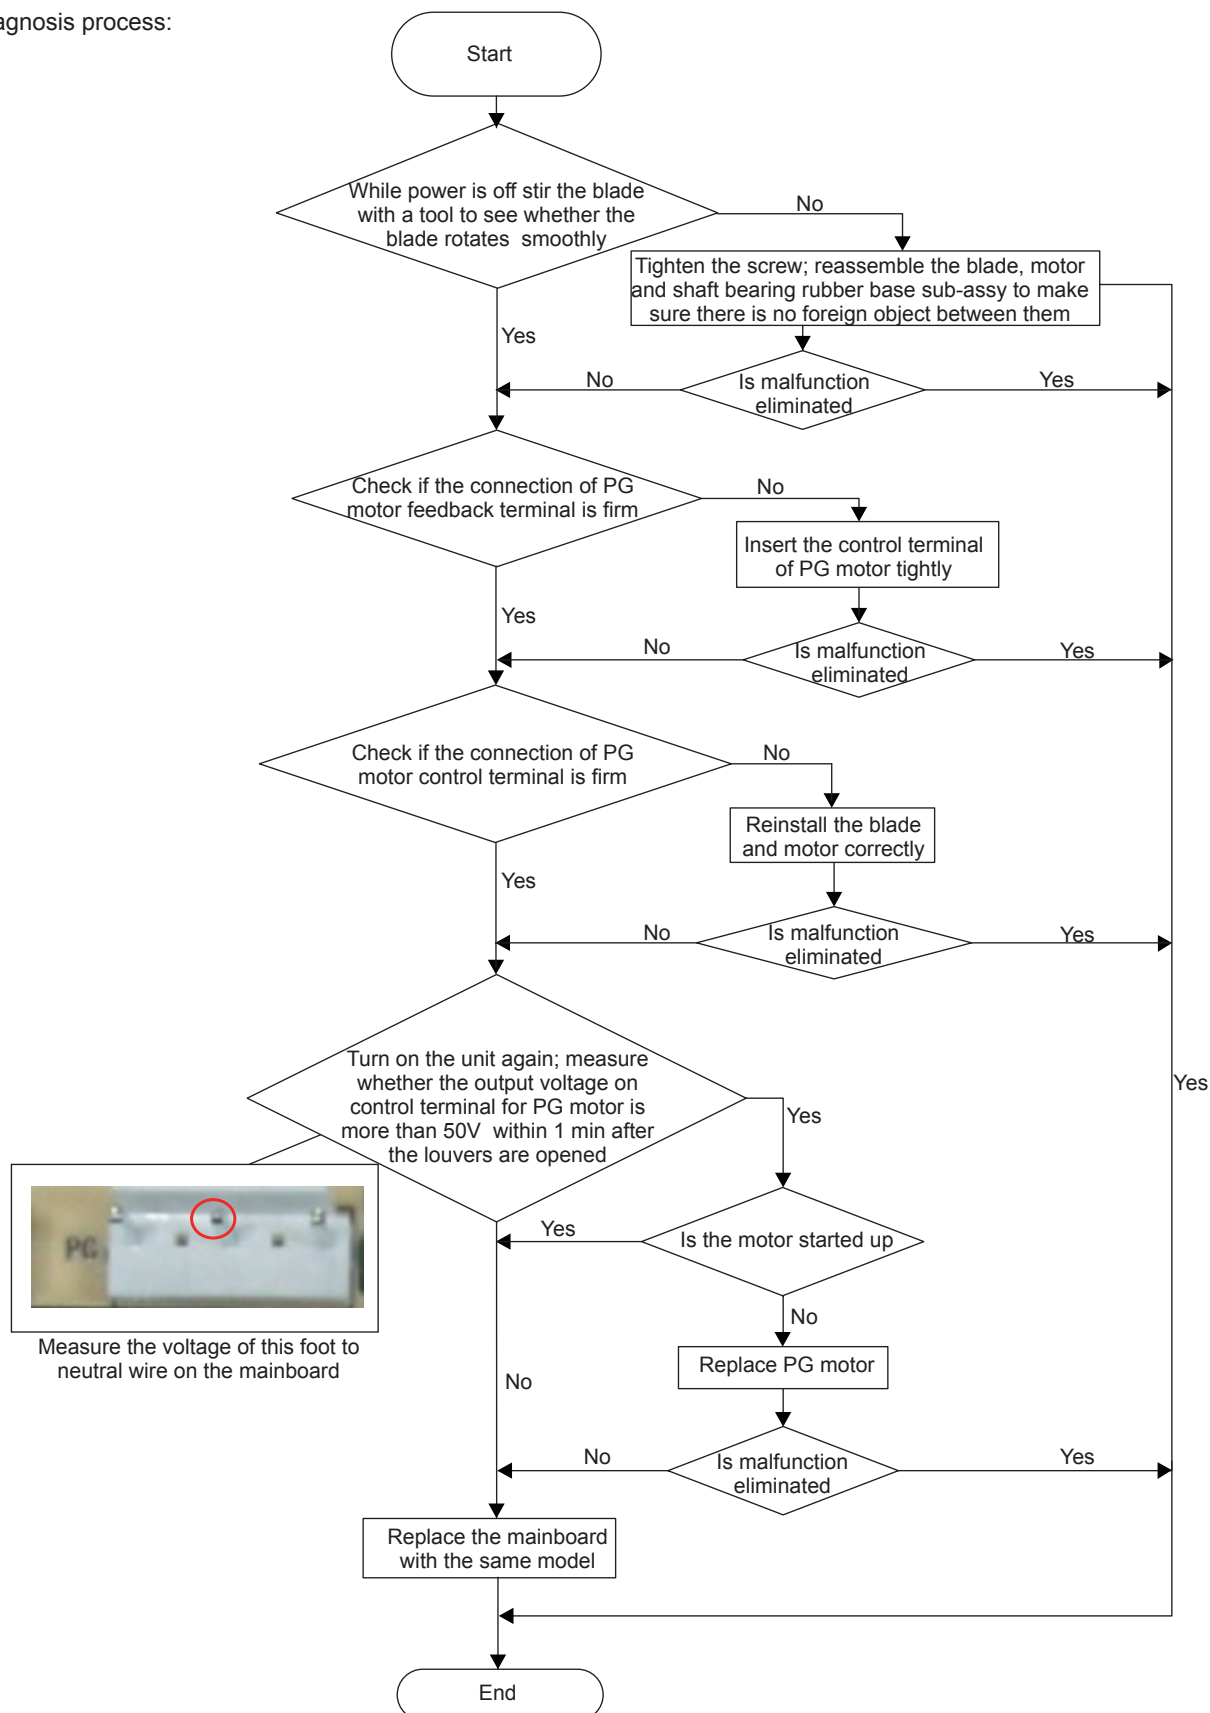 agnosis process:
Start
While power is off stir the blade
with a tool to see whether the
blade rotates smoothly
No
Tighten the screw; reassemble the blade, motor
and shaft bearing rubber base sub-assy to make
sure there is no foreign object between them
Yes
No
Is malfunction
eliminated
Yes
Check if the connection of PG
motor feedback terminal is firm
No
Insert the control terminal
of PG motor tightly
Yes
No
Is malfunction
eliminated
Yes
Check if the connection of PG
motor control terminal is firm
No
Reinstall the blade
and motor correctly
Yes
No
Is malfunction
eliminated
Yes
Turn on the unit again; measure
whether the output voltage on
control terminal for PG motor is
more than 50V within 1 min after
the louvers are opened
Yes
Yes
PG
Yes
Is the motor started up
No
Measure the voltage of this foot to
neutral wire on the mainboard
Replace PG motor
No
No
Is malfunction
eliminated
Yes
Replace the mainboard
with the same model
End